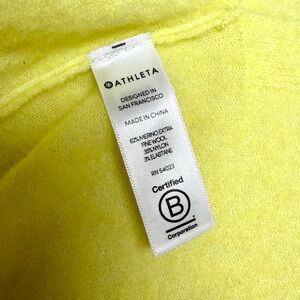 ATHLETA
DESIGNED IN
SAN FRANCISCO
MADE IN CHINA
62% MERINO EXTRA
FINE WOOL
35% NYLON
3% ELASTANE
RN 54023
Certified
B
Corporation